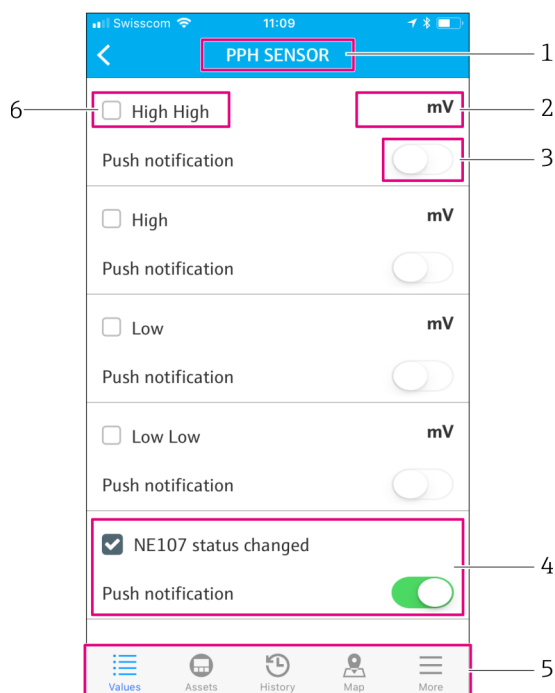 Swisscom 11:09
PPH SENSOR 1
6 High High mV 2
Push notification 3
High mV
Push notification
Low mV
Push notification
Low Low mV
Push notification
NE107 status changed
4
Push notification
Values Assets History Map More 5